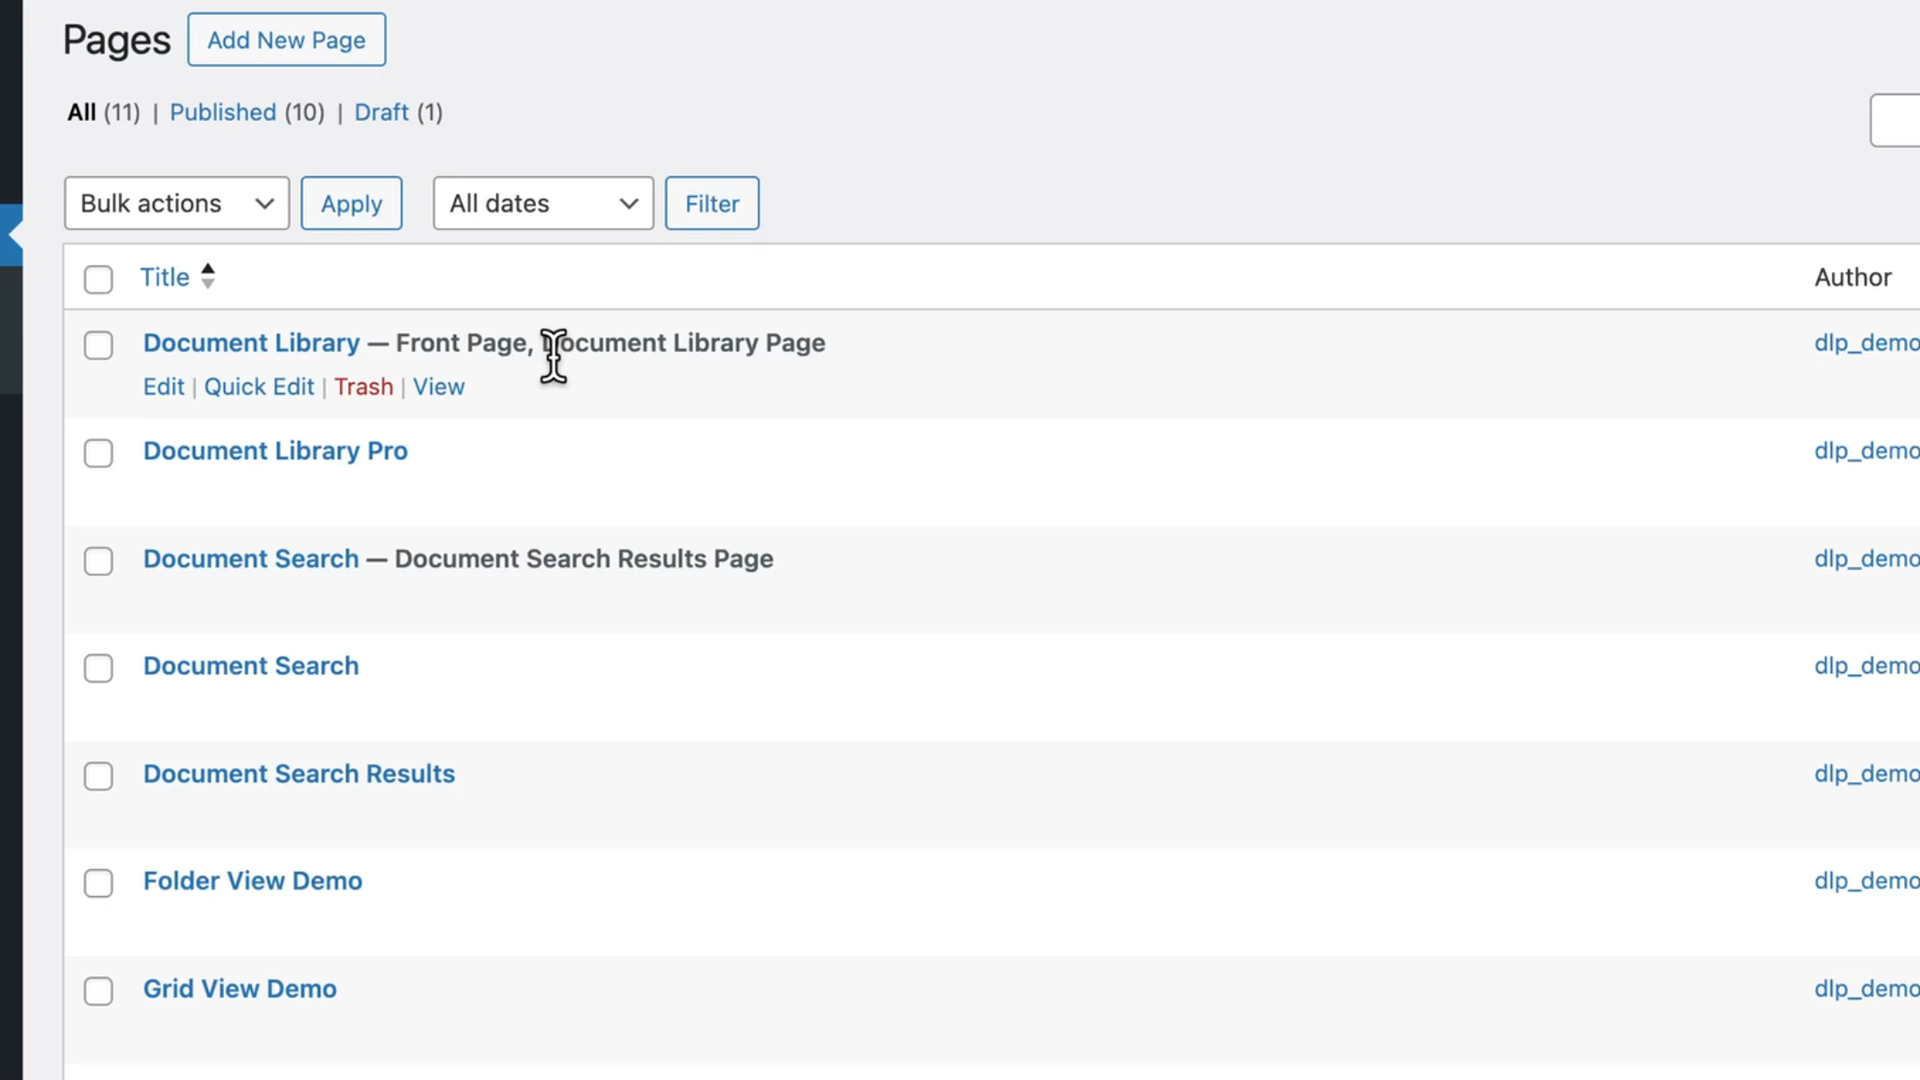 Pages Add New Page
All (11) | Published (10) | Draft (1)
Bulk actions Apply All dates Filter
Title Author
Document Library — Front Page, Document Library Page dlp_demo
Edit | Quick Edit | Trash | View
Document Library Pro dlp_demo
Document Search — Document Search Results Page dlp_demo
Document Search dlp_demo
Document Search Results dlp_demo
Folder View Demo dlp_demo
Grid View Demo dlp_demo